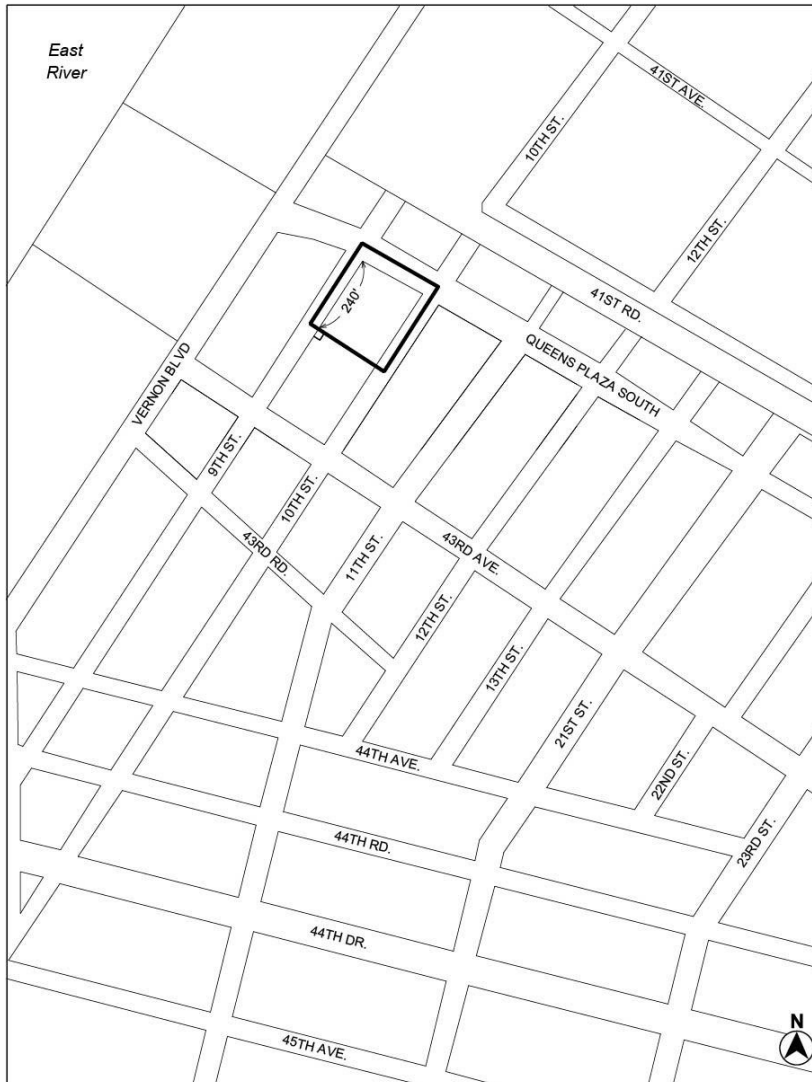 East
River
41ST AVE.
10TH ST.
12TH ST.
41ST RD.
240'
QUEENS PLAZA SOUTH
VERNON BLVD
9TH ST.
10TH ST.
43RD RD.
11TH ST.
43RD AVE.
12TH ST.
13TH ST.
21ST ST.
22ND ST.
23RD ST.
44TH AVE.
44TH RD.
44TH DR.
45TH AVE.
N